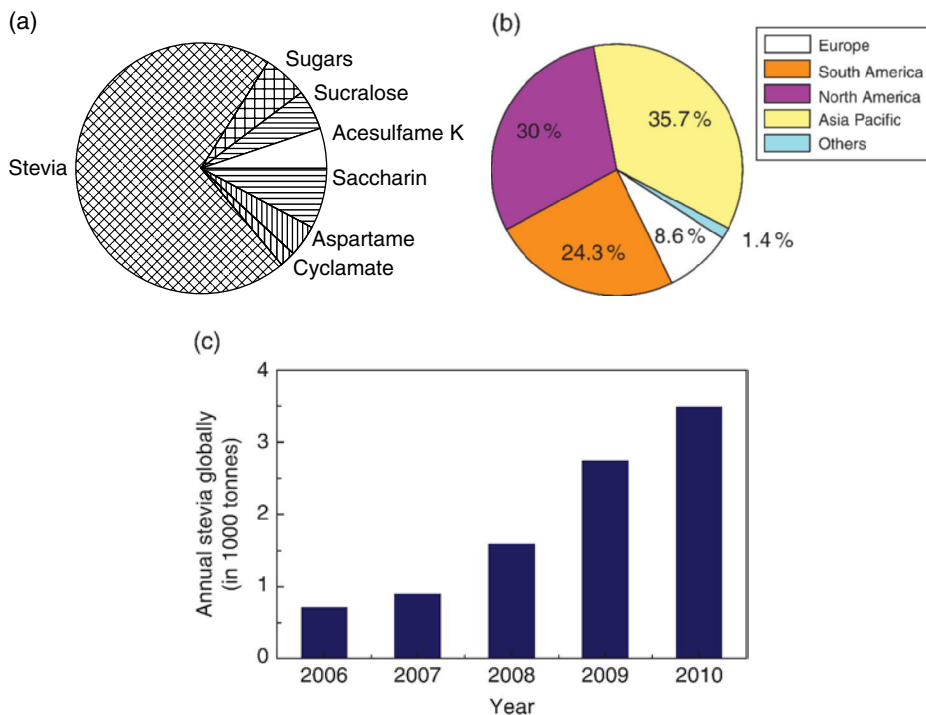 (a)
Sugars
Sucralose
Acesulfame K
Stevia
Saccharin
Aspartame
Cyclamate
(b)
Europe
South America
North America
Asia Pacific
Others
35.7 %
30 %
24.3 %
8.6 %
1.4 %
(c)
Annual stevia globally
(in 1000 tonnes)
4
3
2
1
0
2006 2007 2008 2009 2010
Year